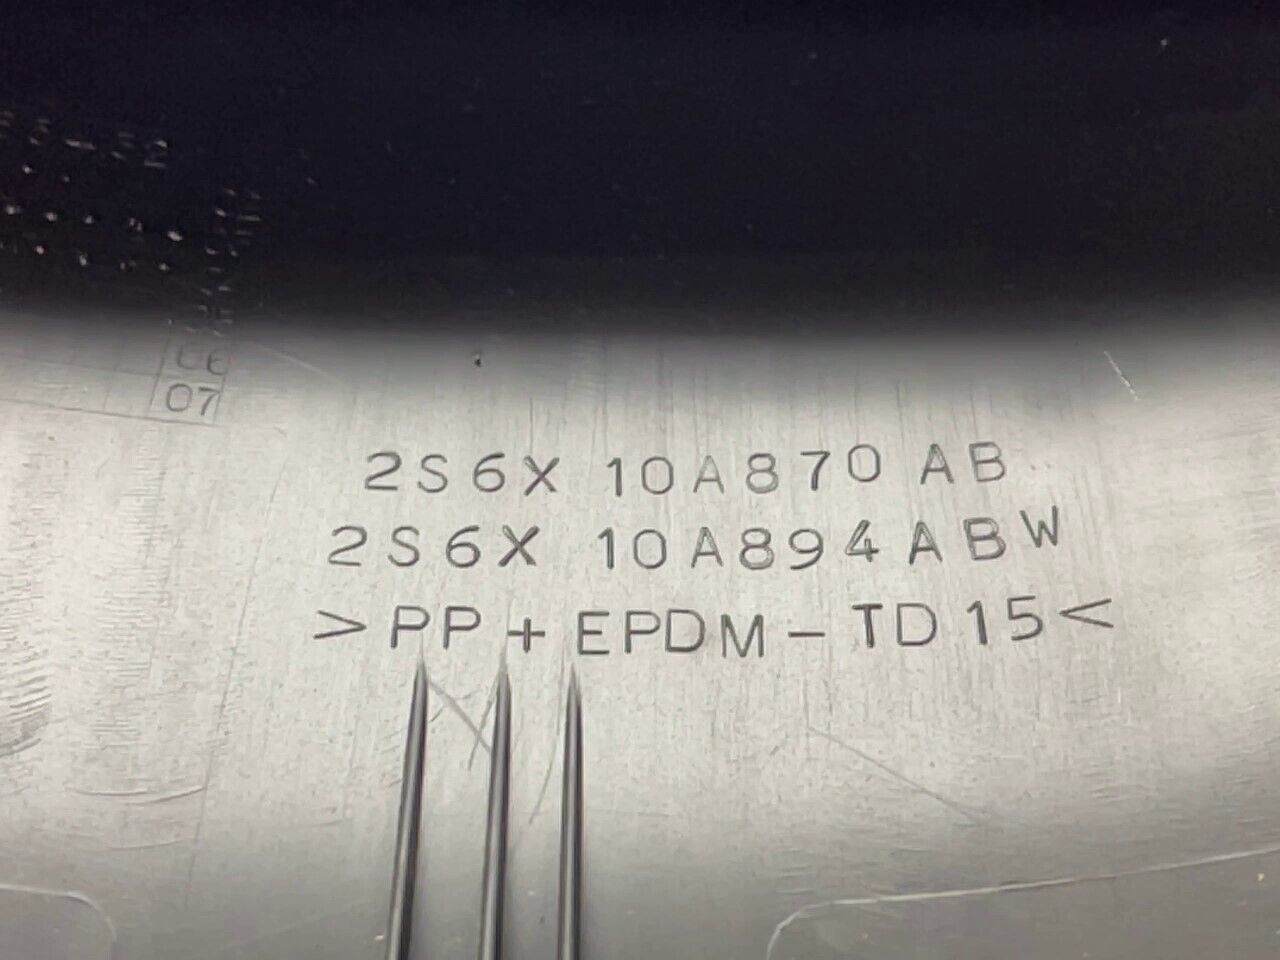 07
2S6X 10A870 AB
2S6X 10A894 ABW
>PP+EPDM-TD15<